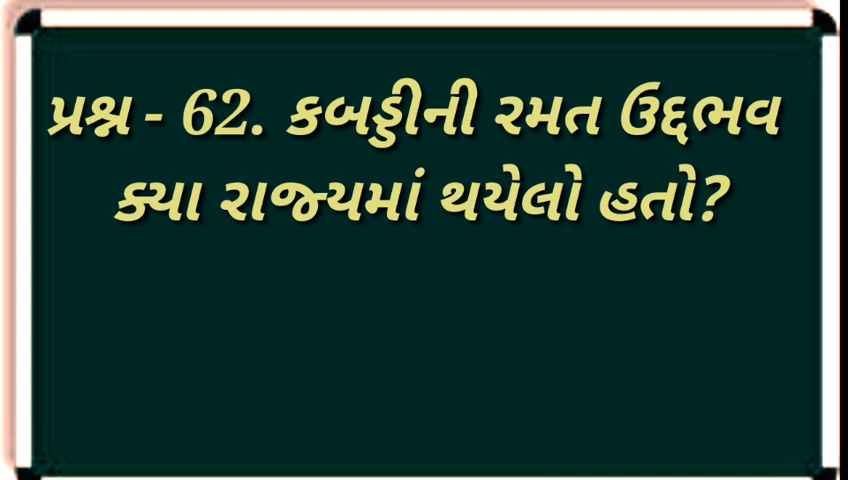 પ્રશ્ન - 62. કબડ્ડીની રમત ઉદ્દભવ
ક્યા રાજ્યમાં થયેલો હતો?